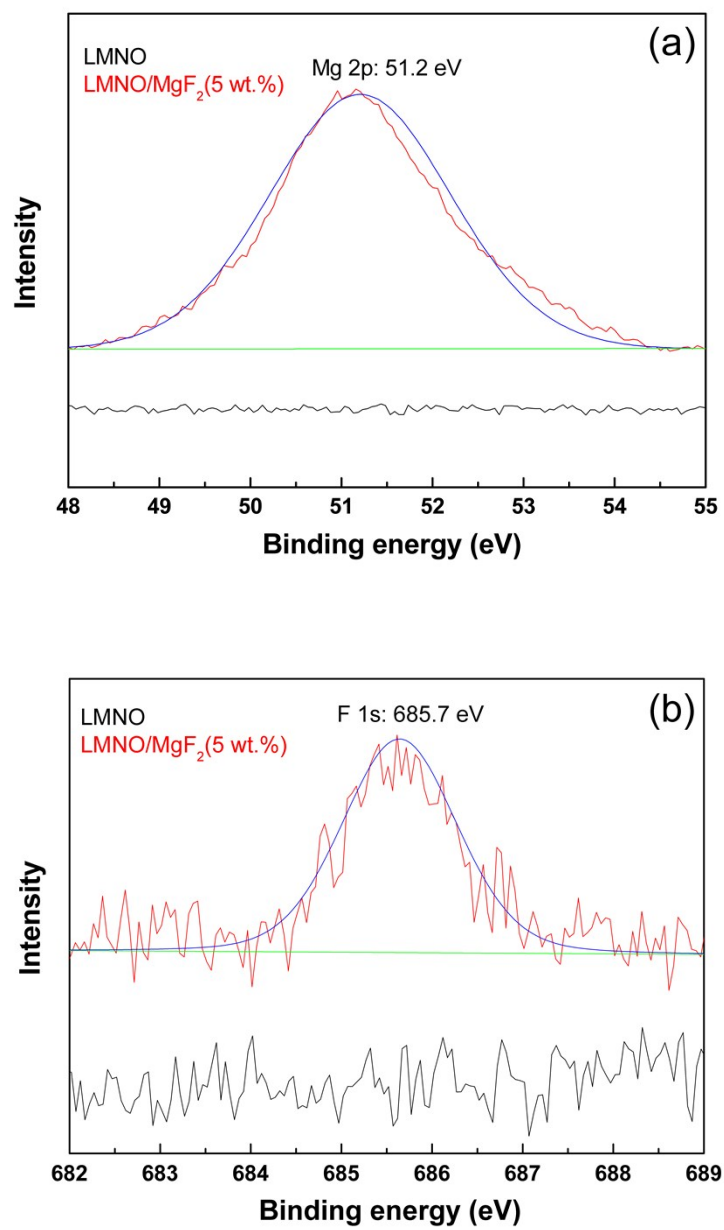 (a)
LMNO
Mg 2p: 51.2 eV
LMNO/MgF₂(5 wt.%)
Intensity
48 49 50 51 52 53 54 55
Binding energy (eV)
(b)
LMNO
F 1s: 685.7 eV
LMNO/MgF₂(5 wt.%)
Intensity
682 683 684 685 686 687 688 689
Binding energy (eV)